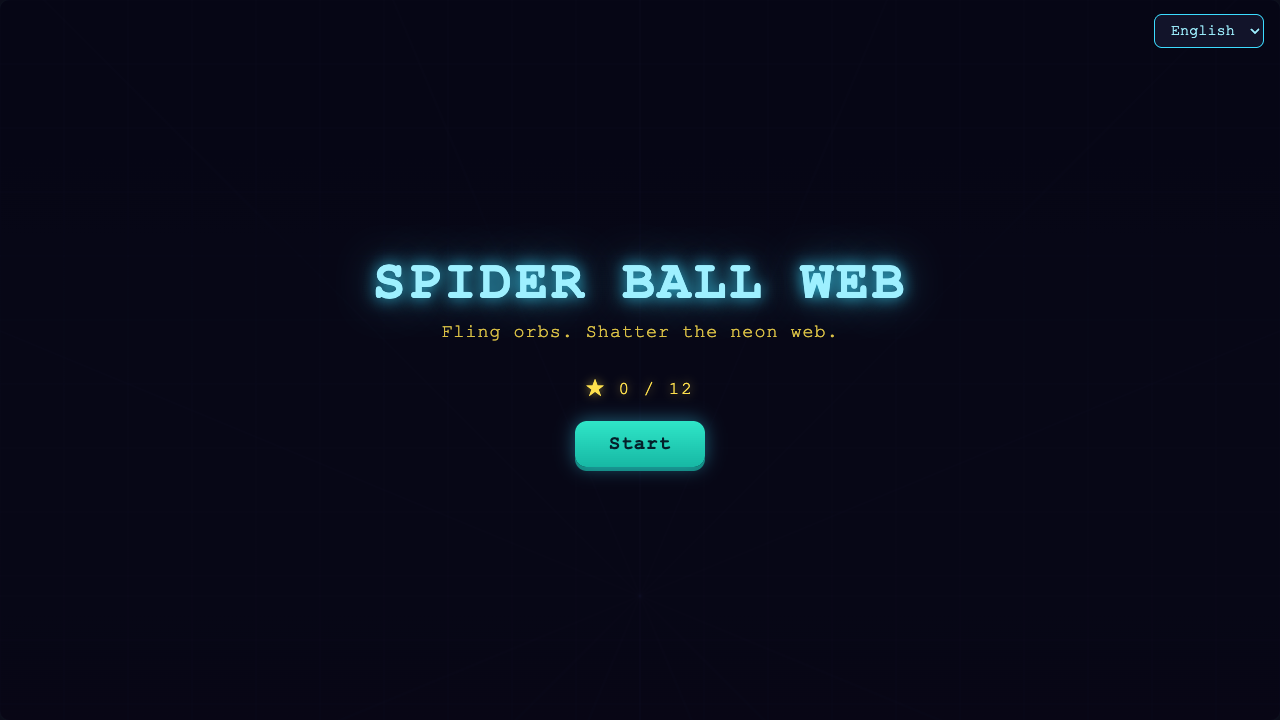 English
SPIDER BALL WEB
Fling orbs. Shatter the neon web.
★ 0 / 12
Start